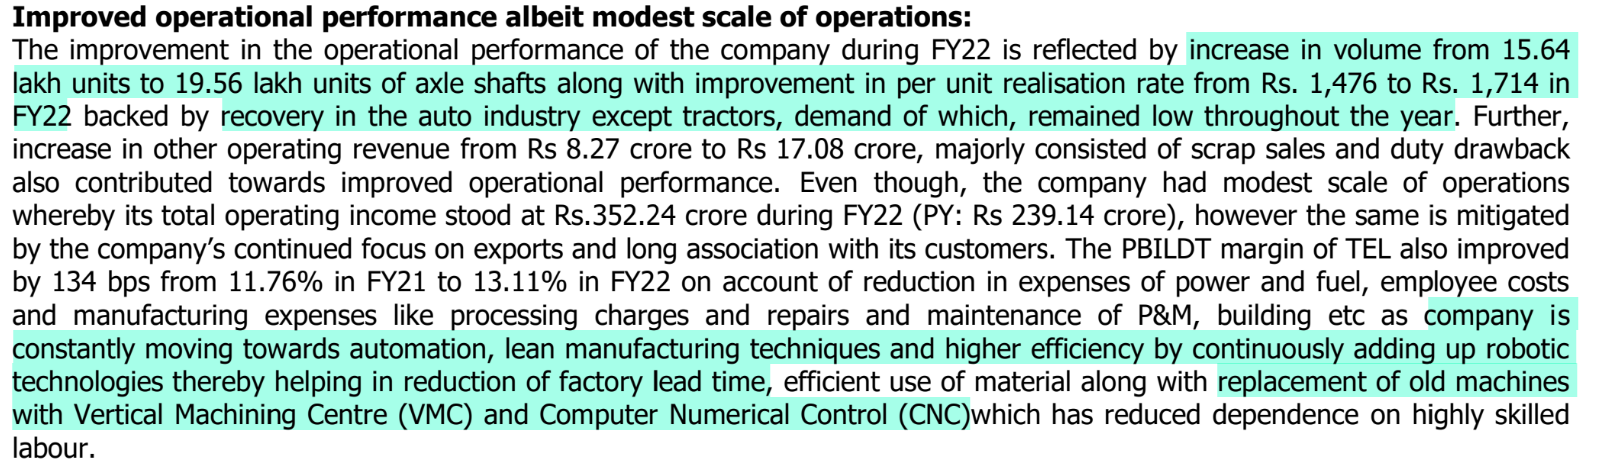 Improved operational performance albeit modest scale of operations:
The improvement in the operational performance of the company during FY22 is reflected by increase in volume from 15.64
lakh units to 19.56 lakh units of axle shafts along with improvement in per unit realisation rate from Rs. 1,476 to Rs. 1,714 in
FY22 backed by recovery in the auto industry except tractors, demand of which, remained low throughout the year. Further,
increase in other operating revenue from Rs 8.27 crore to Rs 17.08 crore, majorly consisted of scrap sales and duty drawback
also contributed towards improved operational performance. Even though, the company had modest scale of operations
whereby its total operating income stood at Rs.352.24 crore during FY22 (PY: Rs 239.14 crore), however the same is mitigated
by the company’s continued focus on exports and long association with its customers. The PBILDT margin of TEL also improved
by 134 bps from 11.76% in FY21 to 13.11% in FY22 on account of reduction in expenses of power and fuel, employee costs
and manufacturing expenses like processing charges and repairs and maintenance of P&M, building etc as company is
constantly moving towards automation, lean manufacturing techniques and higher efficiency by continuously adding up robotic
technologies thereby helping in reduction of factory lead time, efficient use of material along with replacement of old machines
with Vertical Machining Centre (VMC) and Computer Numerical Control (CNC)which has reduced dependence on highly skilled
labour.